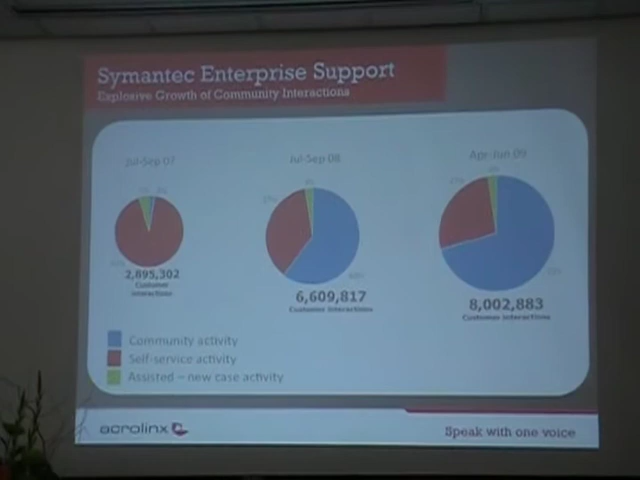 Symantec Enterprise Support
Explosive Growth of Community Interactions
Jul-Sep 07
Jul-Sep 08
Apr-Jun 09
2,895,302
Customer
Interactions
6,609,817
Customer Interactions
8,002,883
Customer Interactions
Community activity
Self-service activity
Assisted – new case activity
acrolinx
Speak with one voice